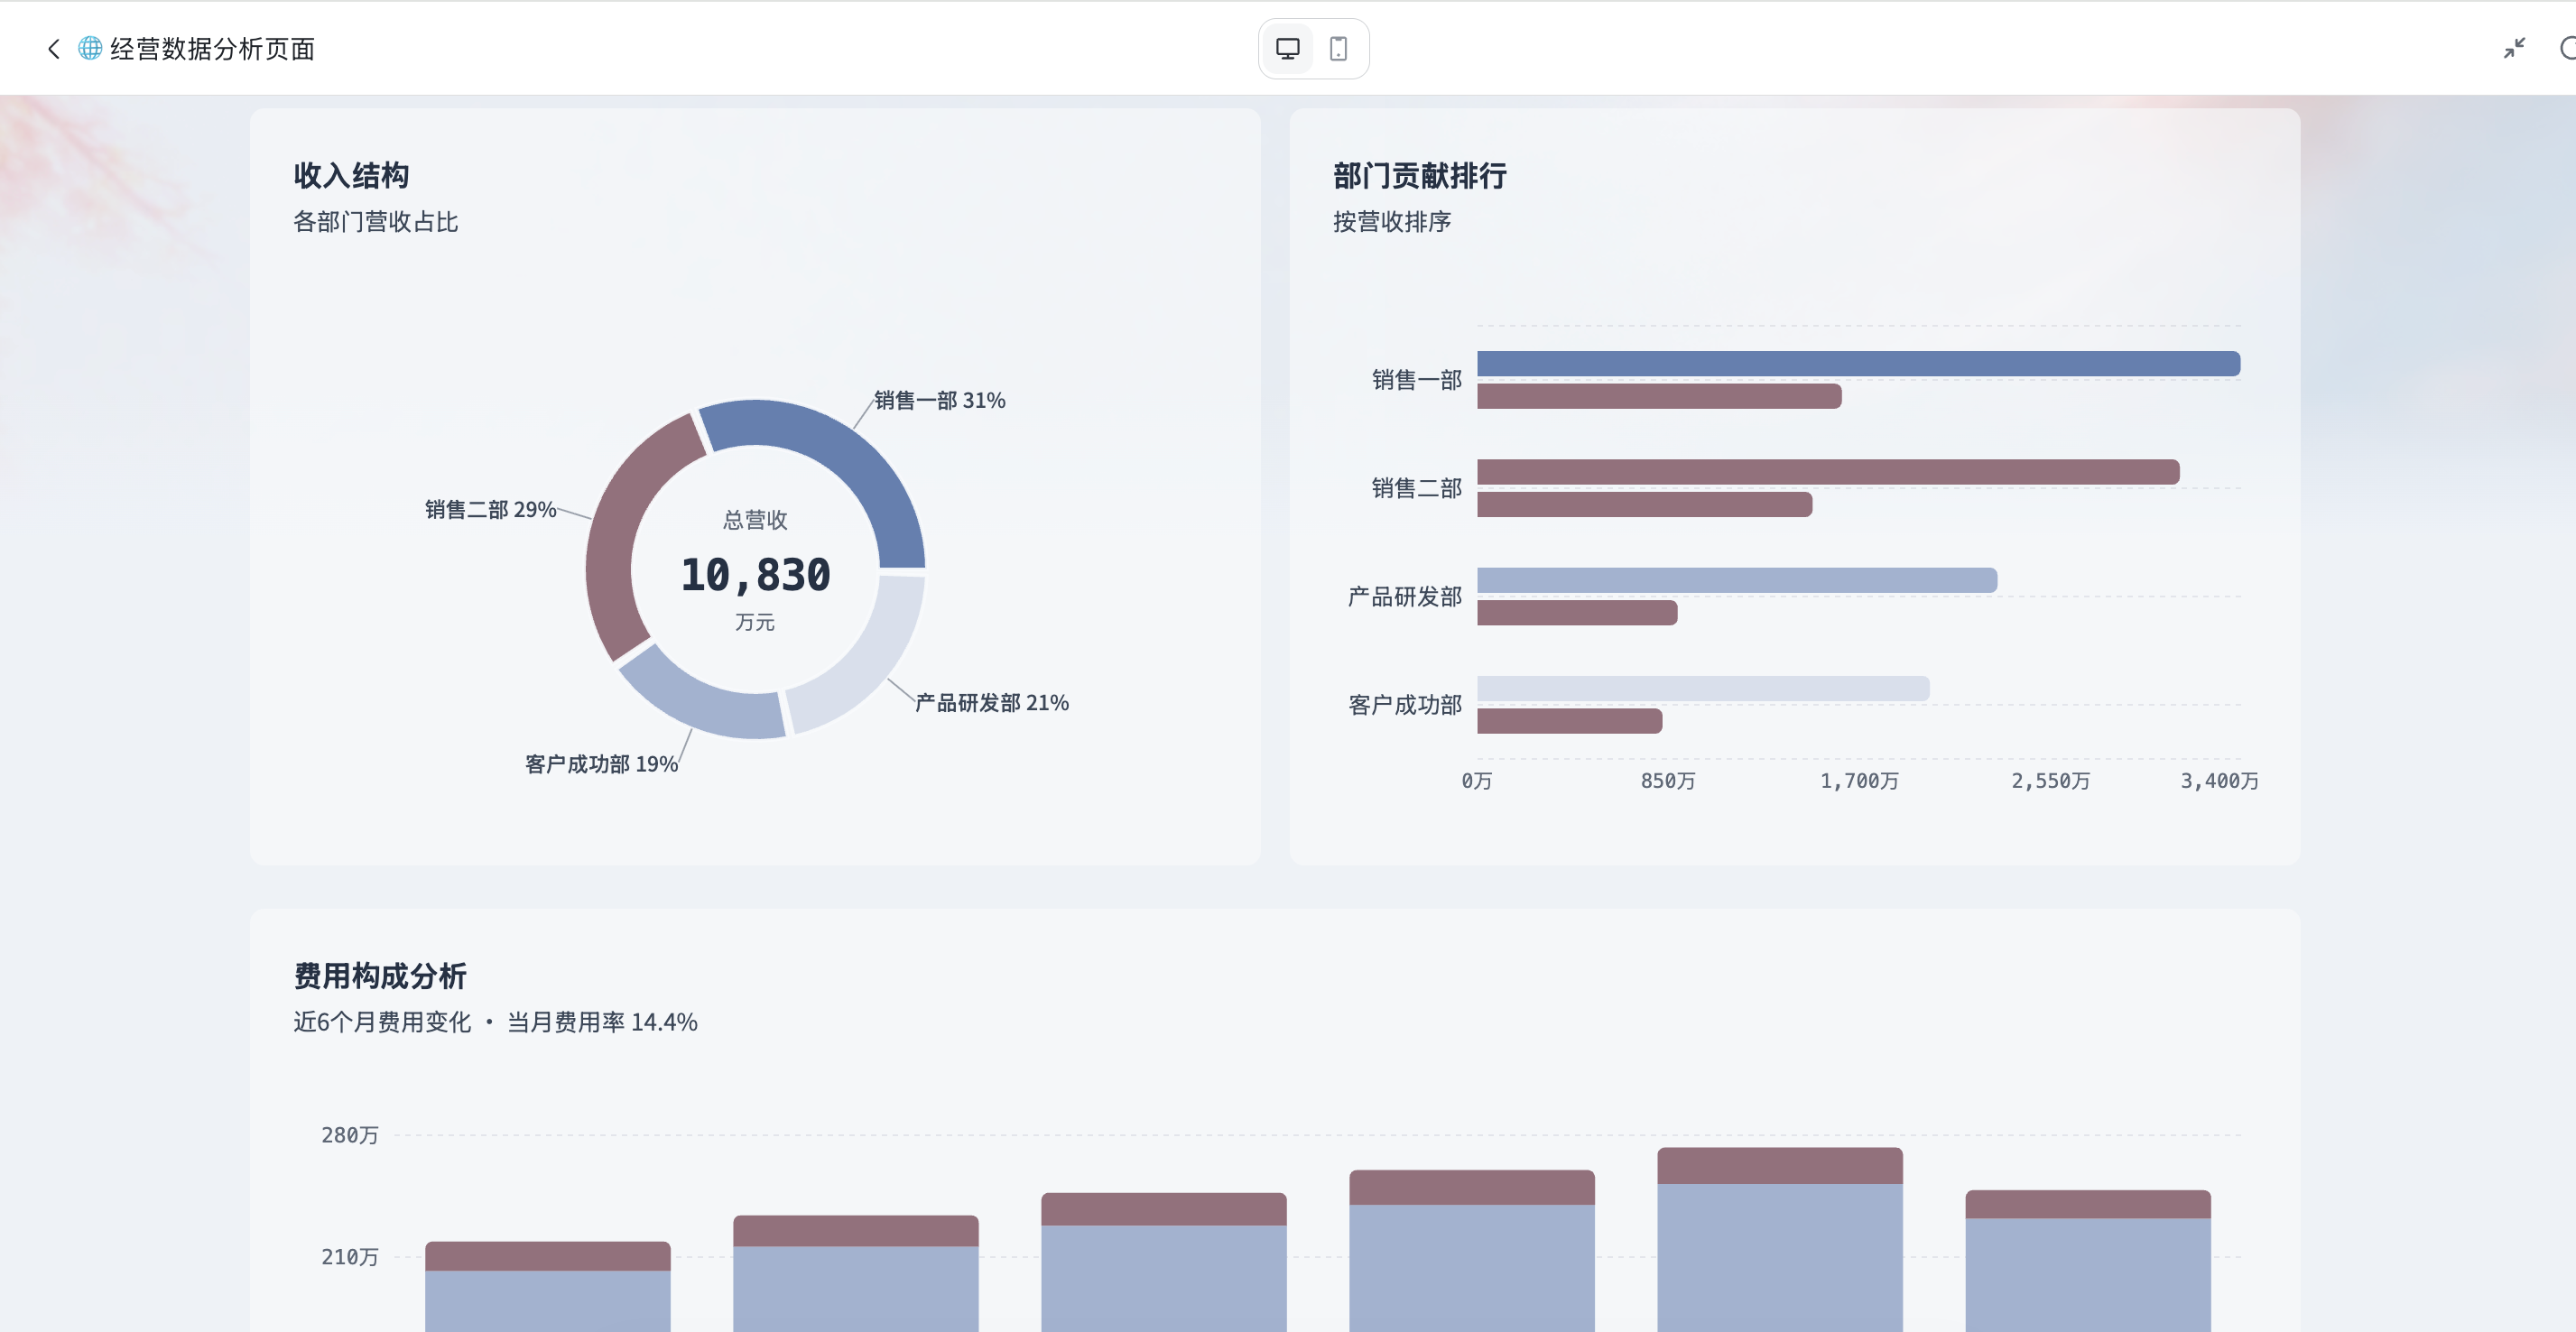 经营数据分析页面
收入结构
各部门营收占比
销售一部 31%
销售二部 29%
总营收
10,830
万元
产品研发部 21%
客户成功部 19%
部门贡献排行
按营收排序
销售一部
销售二部
产品研发部
客户成功部
0万 850万 1,700万 2,550万 3,400万
费用构成分析
近6个月费用变化 • 当月费用率 14.4%
280万
210万